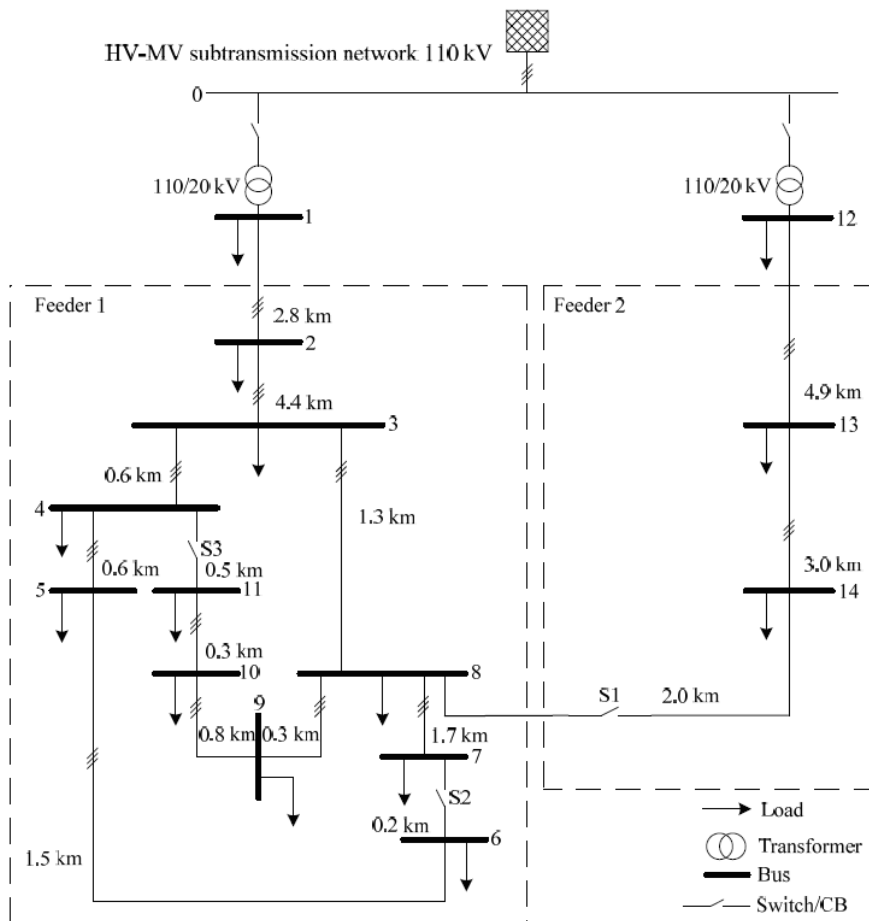 HV-MV subtransmission network 110 kV
0
110/20 kV
110/20 kV
1
12
Feeder 1
Feeder 2
2.8 km
2
4.4 km
4.9 km
3
13
0.6 km
4
1.3 km
S3
0.6 km
0.5 km
3.0 km
5
11
14
0.3 km
10
8
9
S1
2.0 km
0.8 km
0.3 km
1.7 km
7
S2
Load
0.2 km
6
Transformer
1.5 km
Bus
Switch/CB